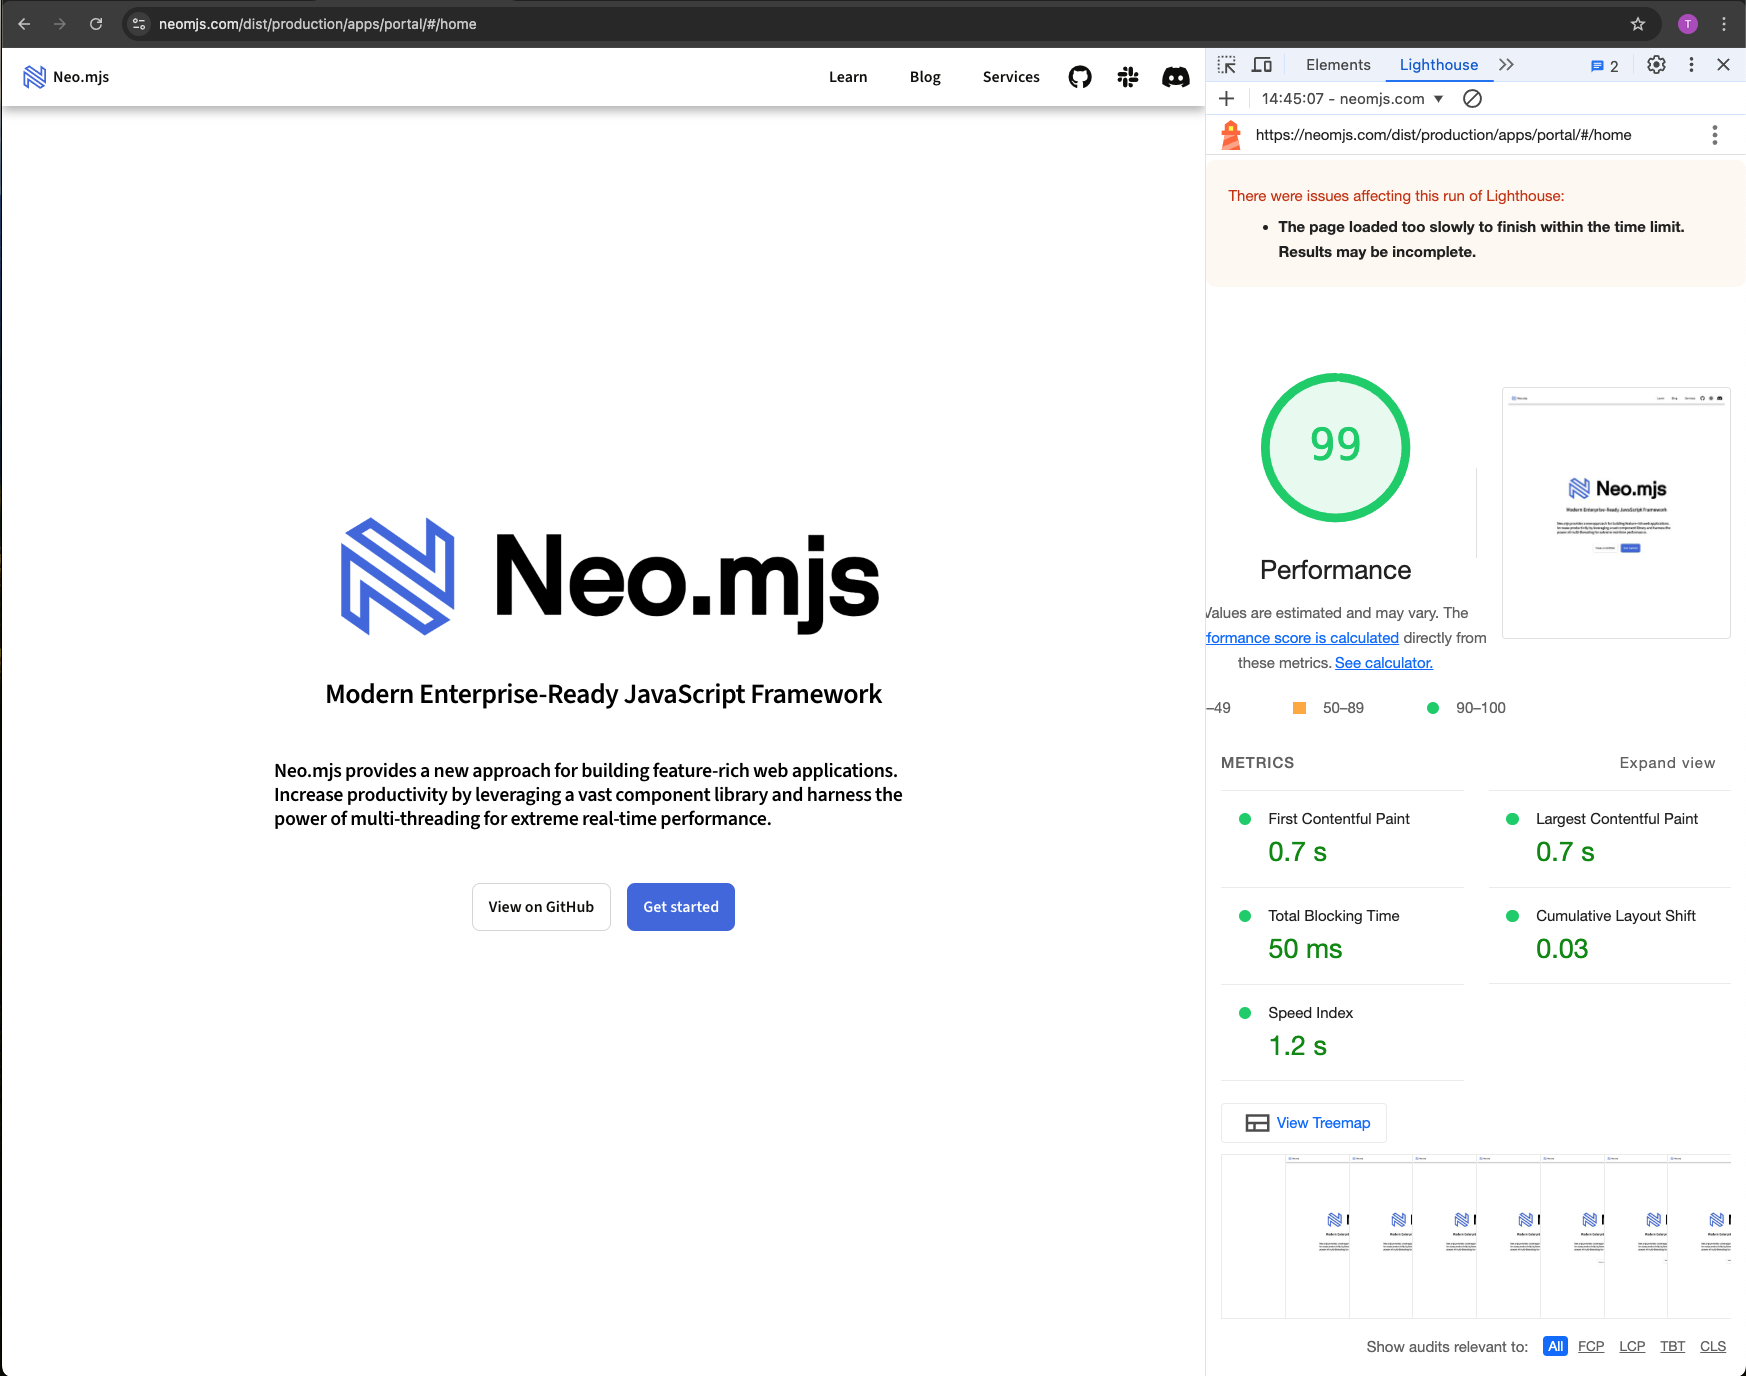 neomjs.com/dist/production/apps/portal/#/home
T
Neo.mjs
Learn
Blog
Services
Neo.mjs
Modern Enterprise-Ready JavaScript Framework
Neo.mjs provides a new approach for building feature-rich web applications.
Increase productivity by leveraging a vast component library and harness the
power of multi-threading for extreme real-time performance.
View on GitHub
Get started
Elements
Lighthouse
2
14:45:07 - neomjs.com
https://neomjs.com/dist/production/apps/portal/#/home
There were issues affecting this run of Lighthouse:
• The page loaded too slowly to finish within the time limit.
Results may be incomplete.
99
Performance
Values are estimated and may vary. The
formance score is calculated directly from
these metrics. See calculator.
–49
50–89
90–100
Neo.mjs
Modern Enterprise-Ready JavaScript Framework
METRICS
Expand view
First Contentful Paint
0.7 s
Largest Contentful Paint
0.7 s
Total Blocking Time
50 ms
Cumulative Layout Shift
0.03
Speed Index
1.2 s
View Treemap
Show audits relevant to: All FCP LCP TBT CLS